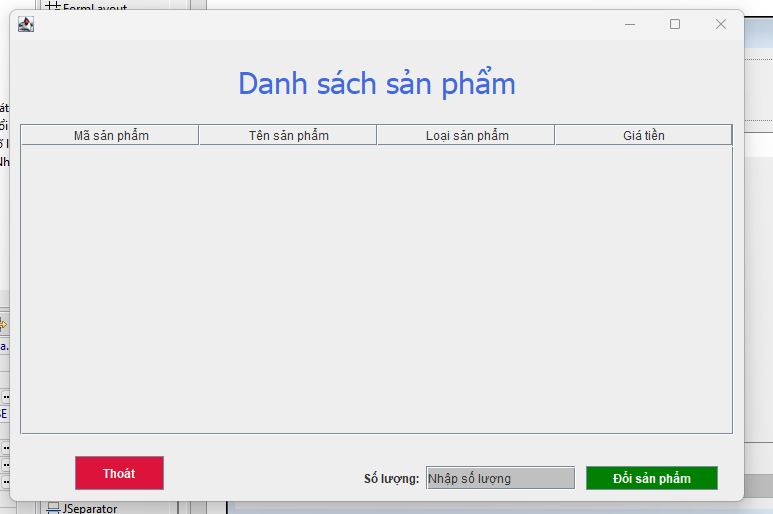 FormLayout
Danh sách sản phẩm
Mã sản phẩm Tên sản phẩm Loại sản phẩm Giá tiền
Thoát
Số lượng: Nhập số lượng Đổi sản phẩm
JSeparator